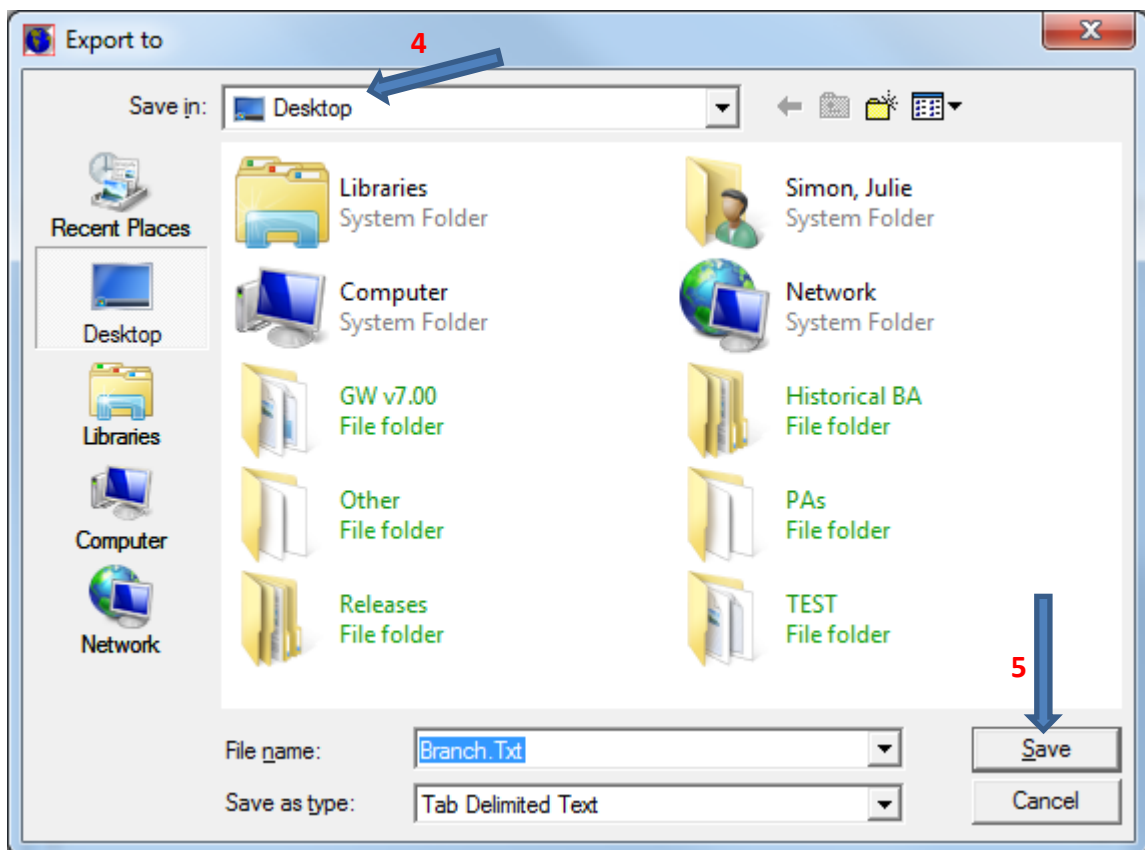 Export to
4
Save in:
Desktop
Recent Places
Desktop
Libraries
Computer
Network
Libraries
System Folder
Simon, Julie
System Folder
Computer
System Folder
Network
System Folder
GW v7.00
File folder
Historical BA
File folder
Other
File folder
PAs
File folder
Releases
File folder
TEST
File folder
5
File name:
Branch.Txt
Save
Save as type:
Tab Delimited Text
Cancel